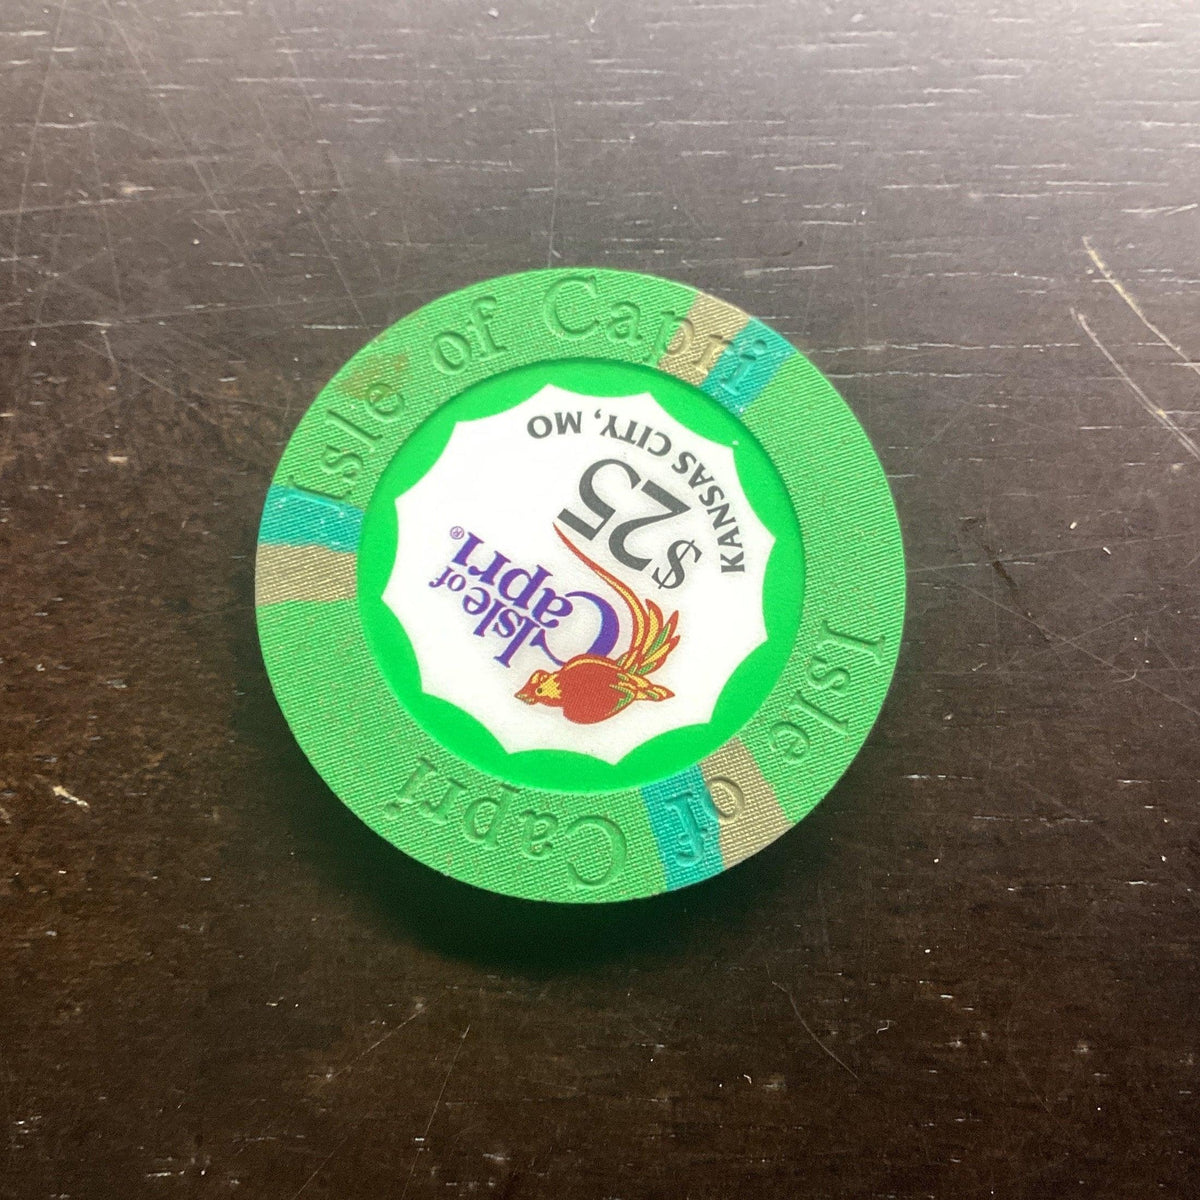 Isle of Capri
Isle of
Capri®
$25
KANSAS CITY, MO
Isle of Capri